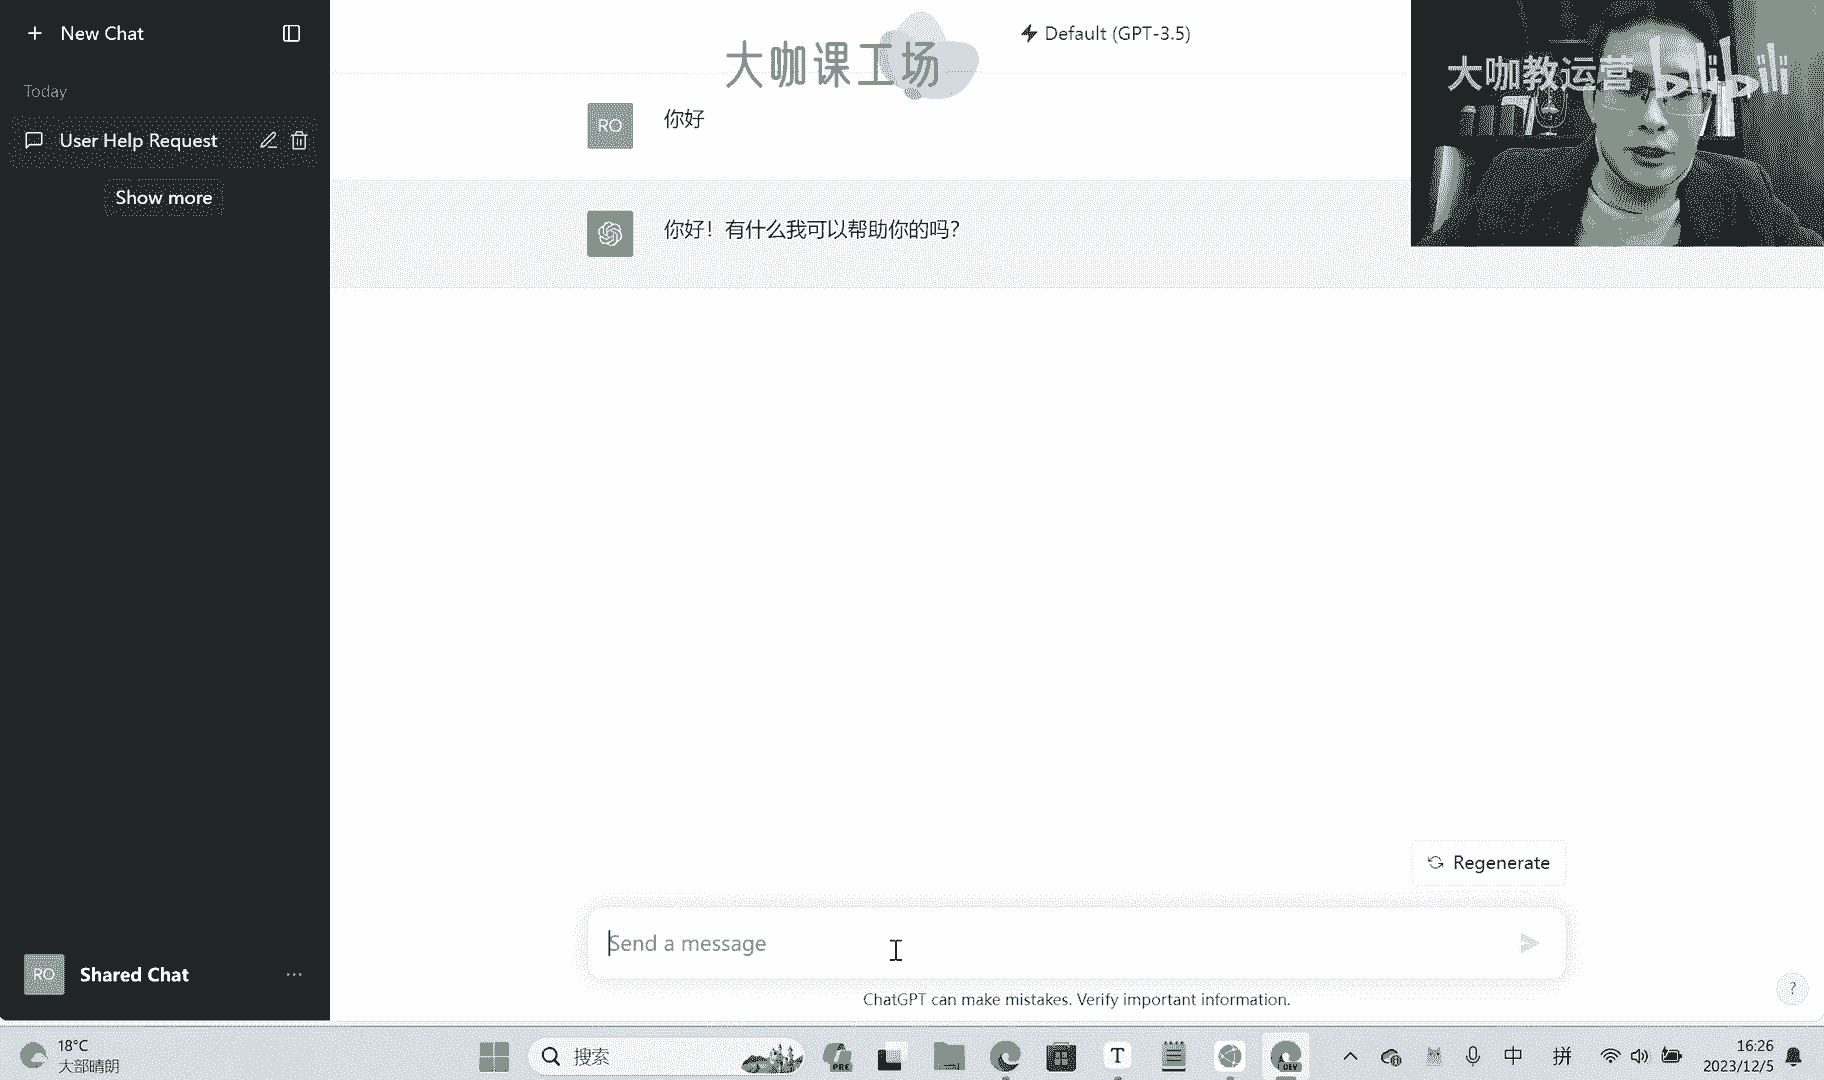 New Chat
Today
User Help Request
Show more
RO
Shared Chat
大咖课工场
Default (GPT-3.5)
大咖教运营 bilibili
RO
你好
你好！有什么我可以帮助你的吗？
Regenerate
Send a message
ChatGPT can make mistakes. Verify important information.
?
18°C
大部晴朗
搜索
PRE
T
DEV
中
拼
16:26
2023/12/5